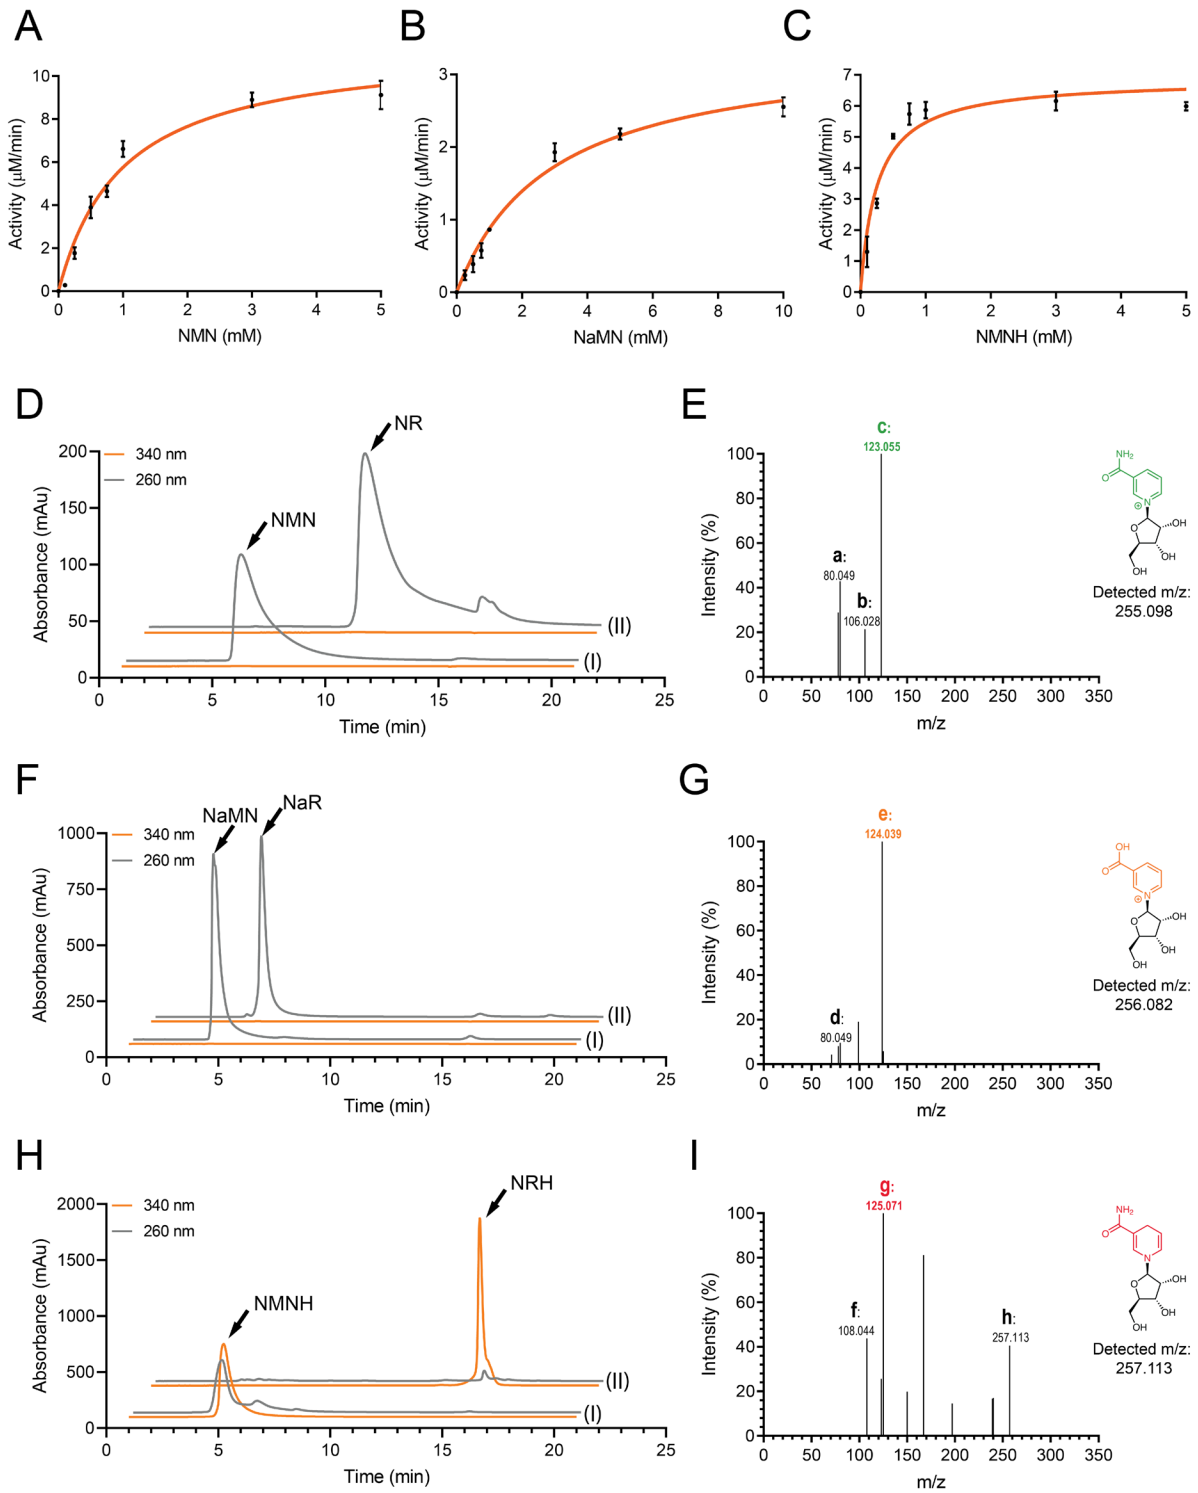 A
Activity (µM/min)
10
8
6
4
2
0
0 1 2 3 4 5
NMN (mM)
B
Activity (µM/min)
3
2
1
0
0 2 4 6 8 10
NaMN (mM)
C
Activity (µM/min)
7
6
5
4
3
2
1
0
0 1 2 3 4 5
NMNH (mM)
D
Absorbance (mAu)
200
150
100
50
0
340 nm
260 nm
NR
NMN
(II)
(I)
0 5 10 15 20 25
Time (min)
E
Intensity (%)
100
80
60
40
20
0
c:
123.055
a:
80.049
b:
106.028
0 50 100 150 200 250 300 350
m/z
NH₂
O
N
⊕
O
OH
OH
OH
Detected m/z:
255.098
F
Absorbance (mAu)
1000
750
500
250
0
340 nm
260 nm
NaMN
NaR
(II)
(I)
0 5 10 15 20 25
Time (min)
G
Intensity (%)
100
80
60
40
20
0
e:
124.039
d:
80.049
0 50 100 150 200 250 300 350
m/z
OH
O
N
⊕
O
OH
OH
OH
Detected m/z:
256.082
H
Absorbance (mAu)
2000
1500
1000
500
0
340 nm
260 nm
NRH
NMNH
(II)
(I)
0 5 10 15 20 25
Time (min)
I
Intensity (%)
100
80
60
40
20
0
g:
125.071
f:
108.044
h:
257.113
0 50 100 150 200 250 300 350
m/z
NH₂
O
N
O
OH
OH
OH
Detected m/z:
257.113